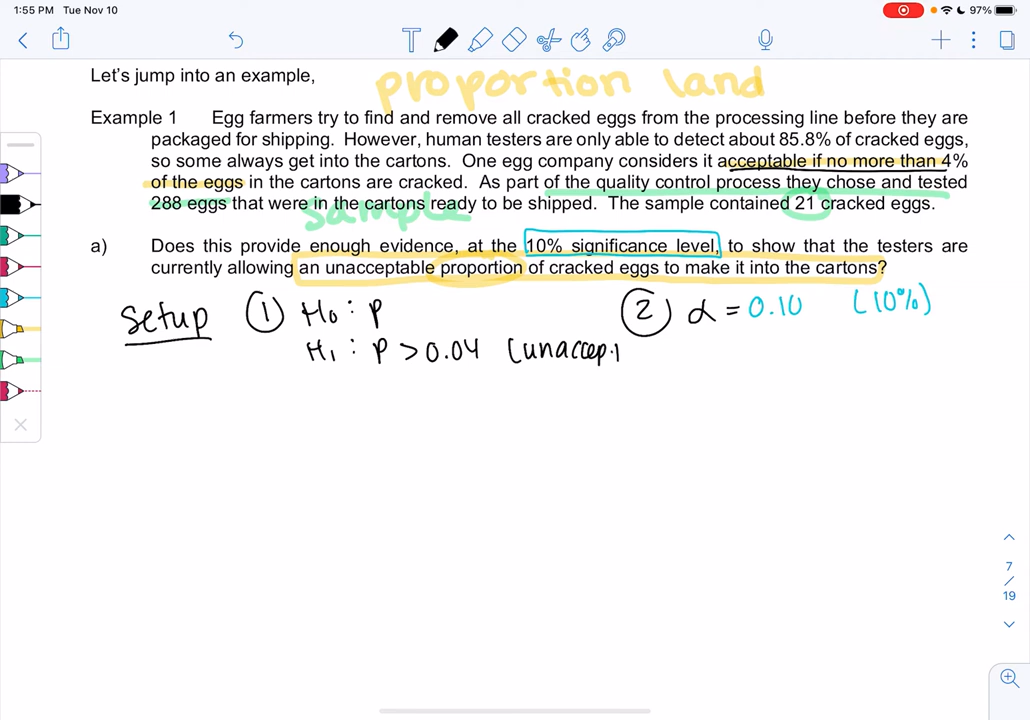 1:55 PM Tue Nov 10 97%
T
Let's jump into an example,
proportion land
Example 1 Egg farmers try to find and remove all cracked eggs from the processing line before they are
packaged for shipping. However, human testers are only able to detect about 85.8% of cracked eggs,
so some always get into the cartons. One egg company considers it acceptable if no more than 4%
of the eggs in the cartons are cracked. As part of the quality control process they chose and tested
288 eggs that were in the cartons ready to be shipped. The sample contained 21 cracked eggs.
sample
a) Does this provide enough evidence, at the 10% significance level, to show that the testers are
currently allowing an unacceptable proportion of cracked eggs to make it into the cartons?
Setup ① H₀ : p ② α = 0.10 (10%)
H₁ : p > 0.04 (unaccep
7
/
19